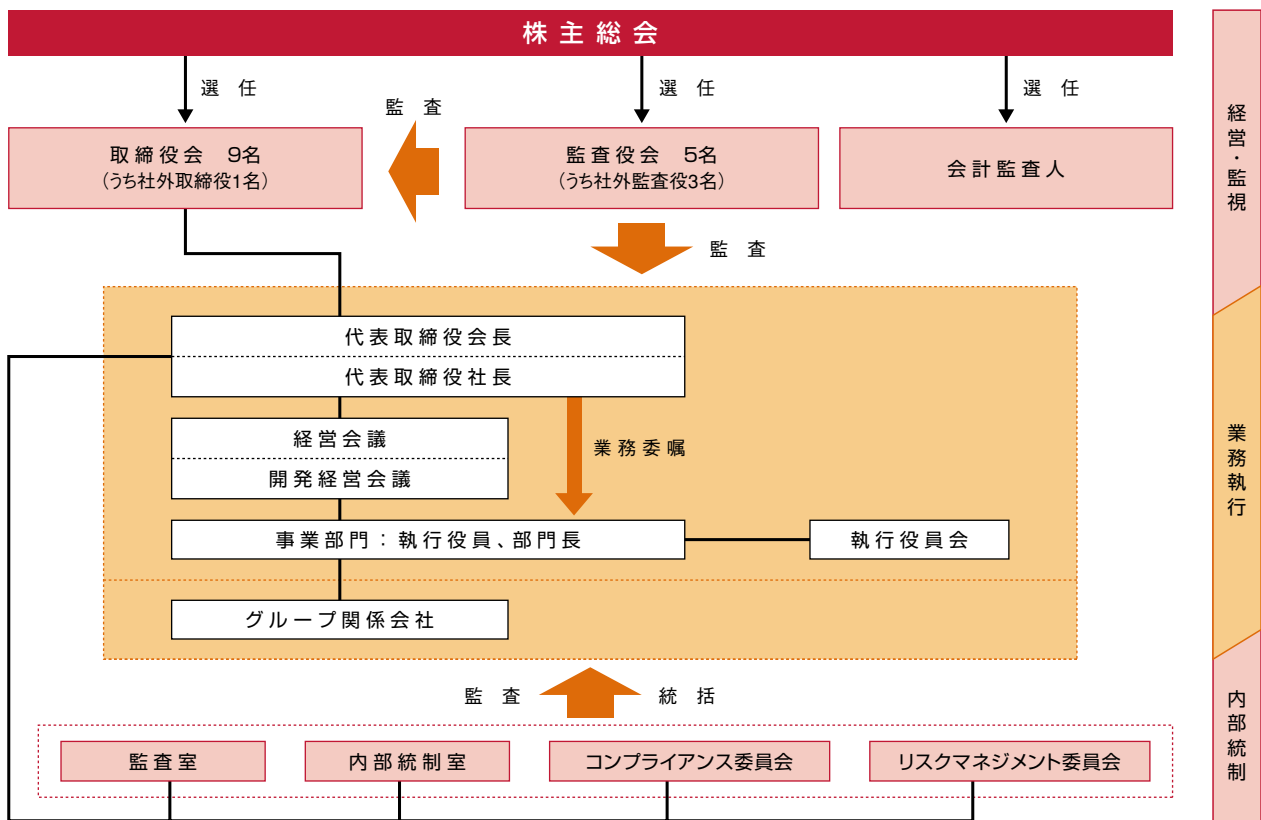 株主総会
選任
選任
選任
監査
取締役会 9名
(うち社外取締役1名)
監査役会 5名
(うち社外監査役3名)
会計監査人
監査
代表取締役会長
代表取締役社長
経営会議
開発経営会議
業務委嘱
事業部門：執行役員、部門長
執行役員会
グループ関係会社
監査
統括
監査室
内部統制室
コンプライアンス委員会
リスクマネジメント委員会
経営・監視
業務執行
内部統制